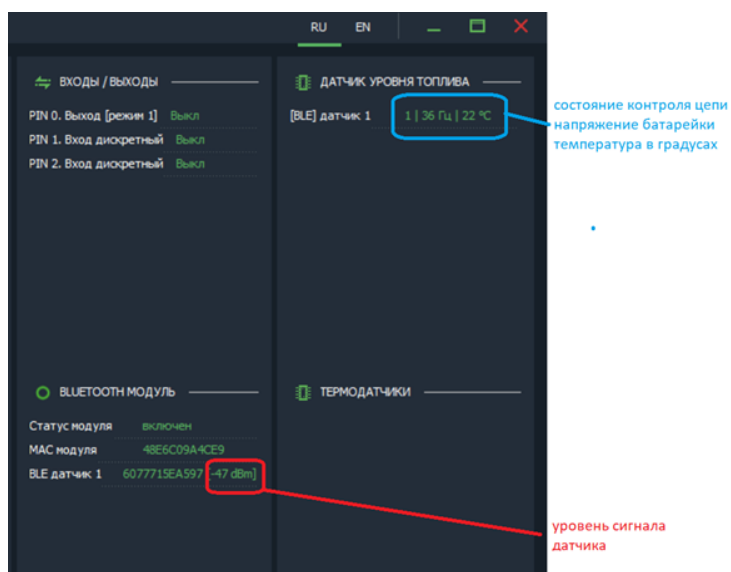 RU EN
ВХОДЫ / ВЫХОДЫ
PIN 0. Выход [режим 1] Выкл
PIN 1. Вход дискретный Выкл
PIN 2. Вход дискретный Выкл
ДАТЧИК УРОВНЯ ТОПЛИВА
[BLE] датчик 1 1 | 36 Гц | 22 °C
состояние контроля цепи
напряжение батарейки
температура в градусах
BLUETOOTH МОДУЛЬ
Статус модуля включен
MAC модуля 48E6C09A4CE9
BLE датчик 1 6077715EA597 [-47 dBm]
ТЕРМОДАТЧИКИ
уровень сигнала
датчика